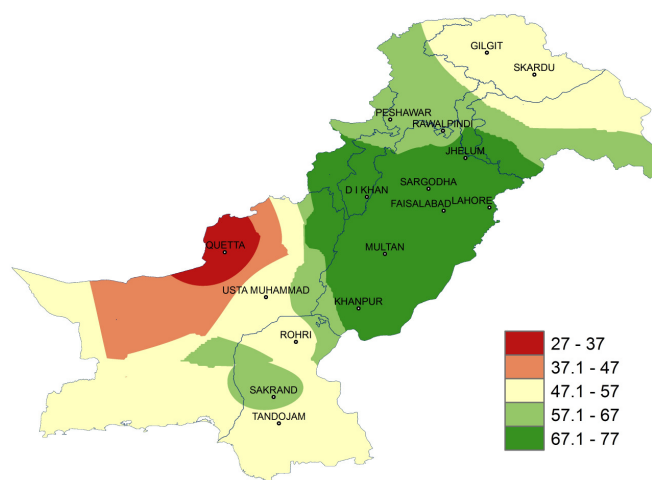 GILGIT
SKARDU
PESHAWAR
RAWALPINDI
JHELUM
SARGODHA
D I KHAN
FAISALABAD
LAHORE
QUETTA
MULTAN
USTA MUHAMMAD
KHANPUR
ROHRI
SAKRAND
TANDOJAM
27 - 37
37.1 - 47
47.1 - 57
57.1 - 67
67.1 - 77